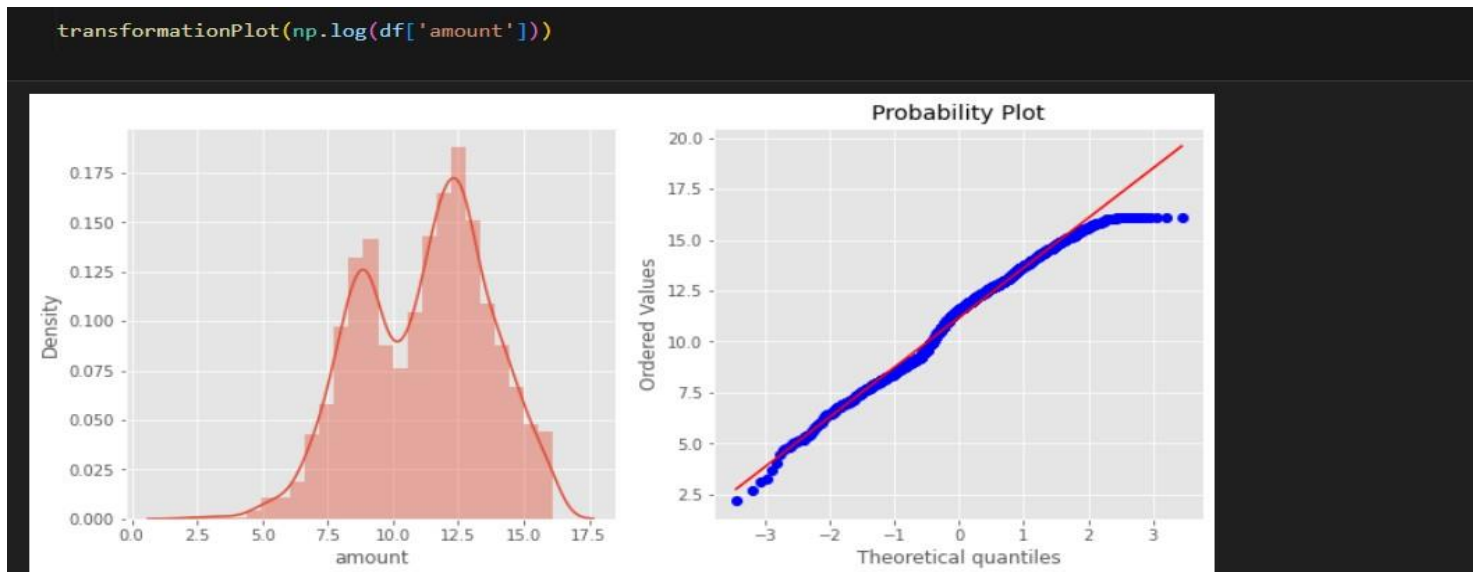 transformationPlot(np.log(df['amount']))
Density
0.175
0.150
0.125
0.100
0.075
0.050
0.025
0.000
0.0 2.5 5.0 7.5 10.0 12.5 15.0 17.5
amount
Probability Plot
Ordered Values
20.0
17.5
15.0
12.5
10.0
7.5
5.0
2.5
−3 −2 −1 0 1 2 3
Theoretical quantiles